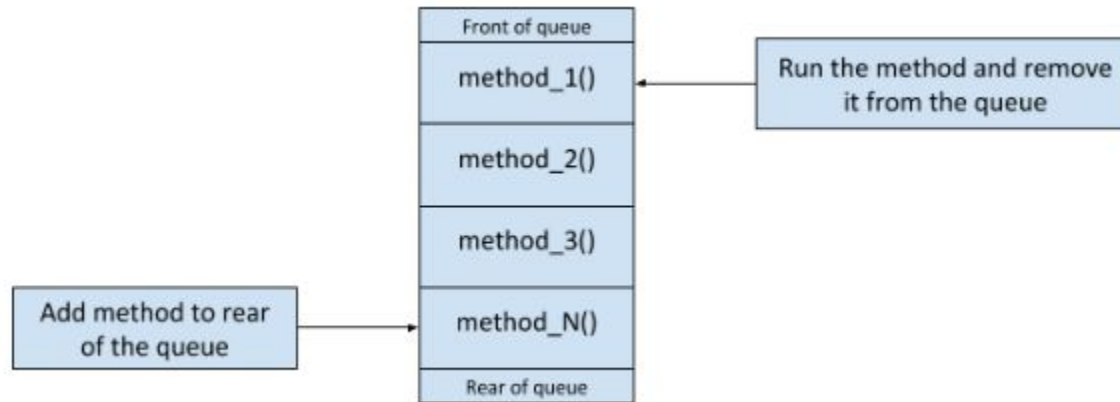 Front of queue
method_1()
Run the method and remove
it from the queue
method_2()
method_3()
Add method to rear
of the queue
method_N()
Rear of queue